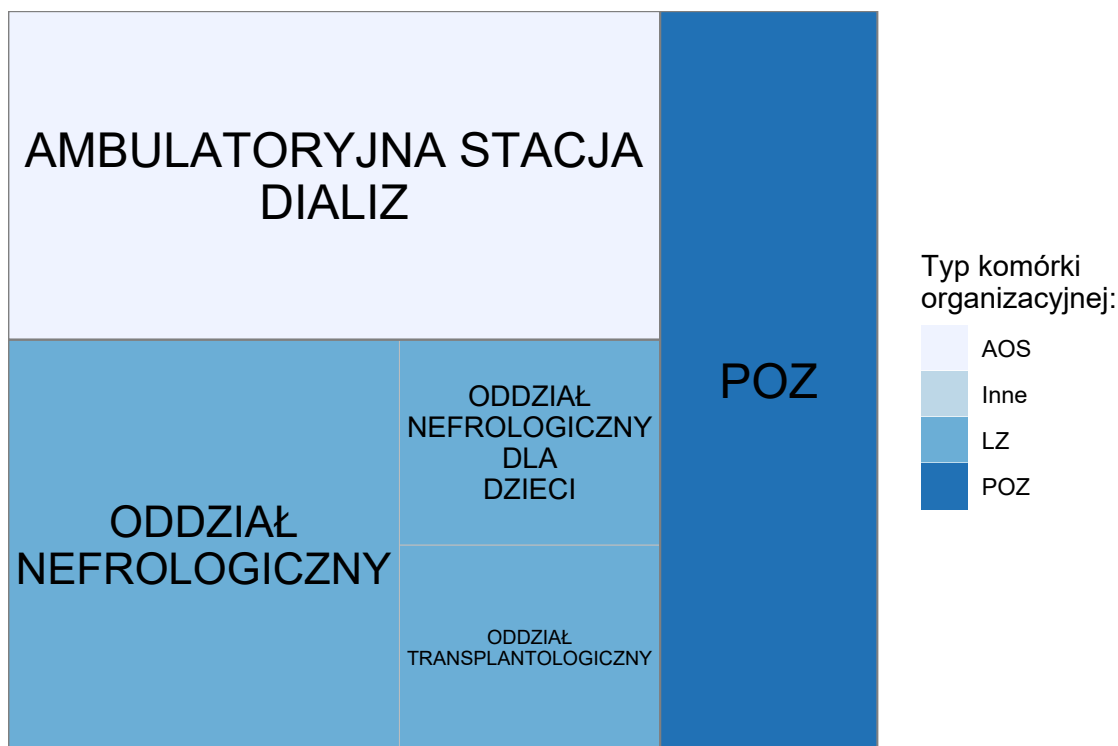 AMBULATORYJNA STACJA
DIALIZ
ODDZIAŁ
NEFROLOGICZNY
ODDZIAŁ
NEFROLOGICZNY
DLA
DZIECI
ODDZIAŁ
TRANSPLANTOLOGICZNY
POZ
Typ komórki
organizacyjnej:
AOS
Inne
LZ
POZ